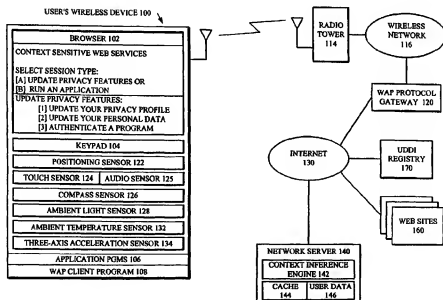 USER'S WIRELESS DEVICE 100
BROWSER 102
CONTEXT SENSITIVE WEB SERVICES
SELECT SESSION TYPE:
[A] UPDATE PRIVACY FEATURES OR
[B] RUN AN APPLICATION
UPDATE PRIVACY FEATURES:
[1] UPDATE YOUR PRIVACY PROFILE
[2] UPDATE YOUR PERSONAL DATA
[3] AUTHENTICATE A PROGRAM
KEYPAD 104
POSITIONING SENSOR 122
TOUCH SENSOR 124
AUDIO SENSOR 125
COMPASS SENSOR 126
AMBIENT LIGHT SENSOR 128
AMBIENT TEMPERATURE SENSOR 132
THREE-AXIS ACCELERATION SENSOR 134
APPLICATION PGMS 106
WAP CLIENT PROGRAM 108
RADIO
TOWER
114
WIRELESS
NETWORK
116
WAP PROTOCOL
GATEWAY 120
INTERNET
130
UDDI
REGISTRY
170
WEB SITES
160
NETWORK SERVER 140
CONTEXT INFERENCE
ENGINE 142
CACHE
144
USER DATA
146